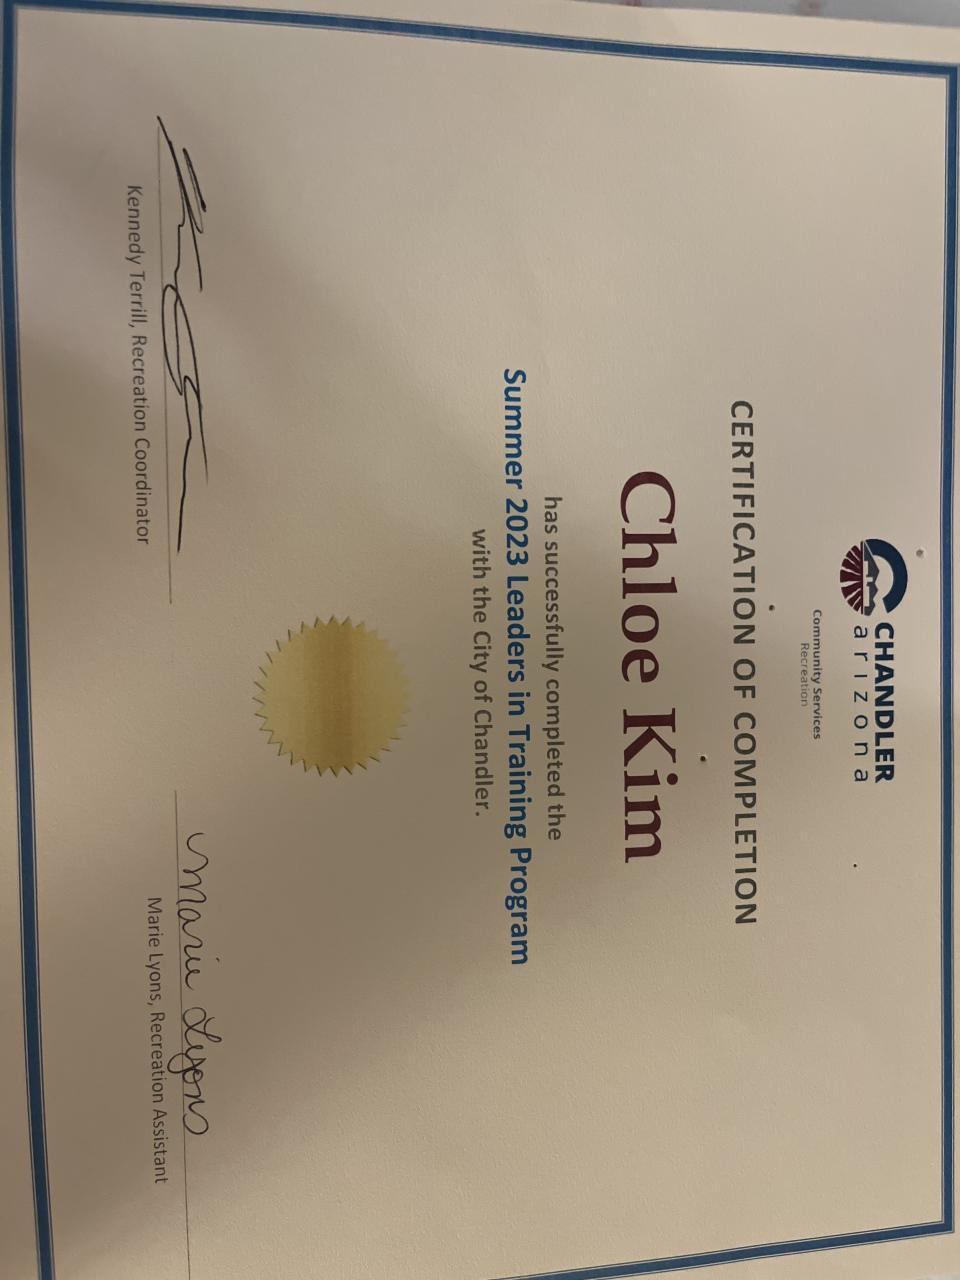 CHANDLER
arizona
Community Services
Recreation
CERTIFICATION OF COMPLETION
Chloe Kim
has successfully completed the
Summer 2023 Leaders in Training Program
with the City of Chandler.
Marie Lyons
Kennedy Terrill, Recreation Coordinator
Marie Lyons, Recreation Assistant